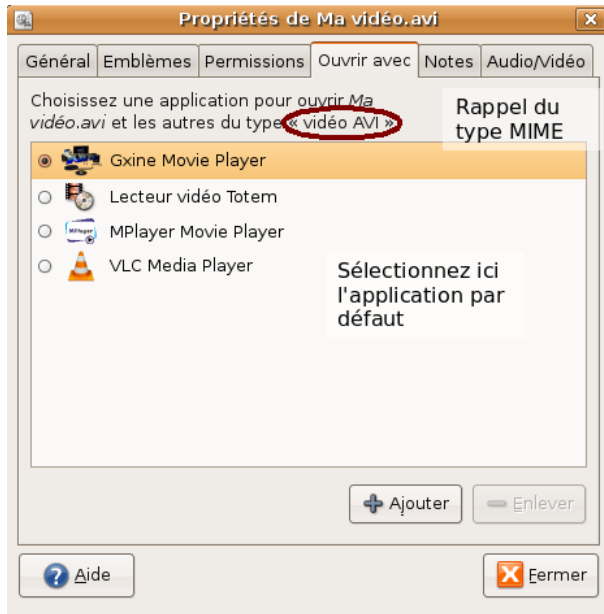 Propriétés de Ma vidéo.avi
Général Emblèmes Permissions Ouvrir avec Notes Audio/Vidéo
Choisissez une application pour ouvrir Ma
vidéo.avi et les autres du type « vidéo AVI »
Rappel du
type MIME
Gxine Movie Player
Lecteur vidéo Totem
MPlayer Movie Player
VLC Media Player
Sélectionnez ici
l'application par
défaut
Ajouter Enlever
Aide Fermer